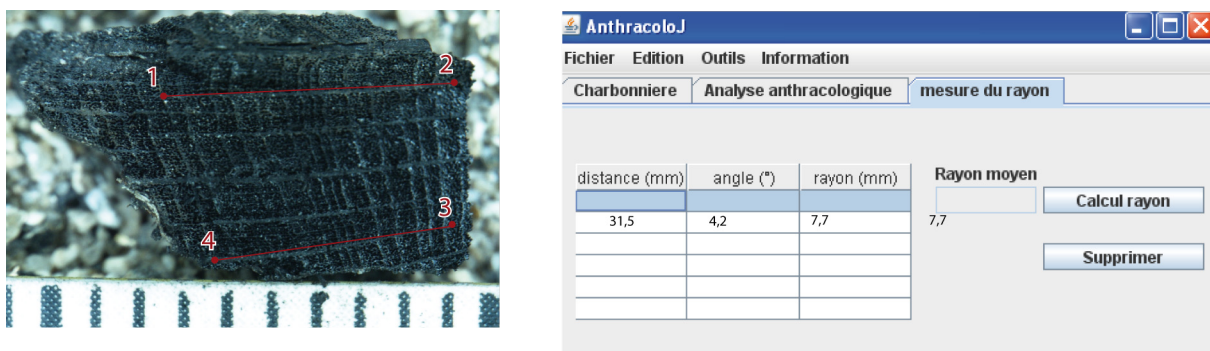 1
2
3
4
AnthracoloJ
Fichier Edition Outils Information
Charbonniere Analyse anthracologique mesure du rayon
distance (mm) angle (°) rayon (mm) Rayon moyen
Calcul rayon
31,5 4,2 7,7 7,7
Supprimer